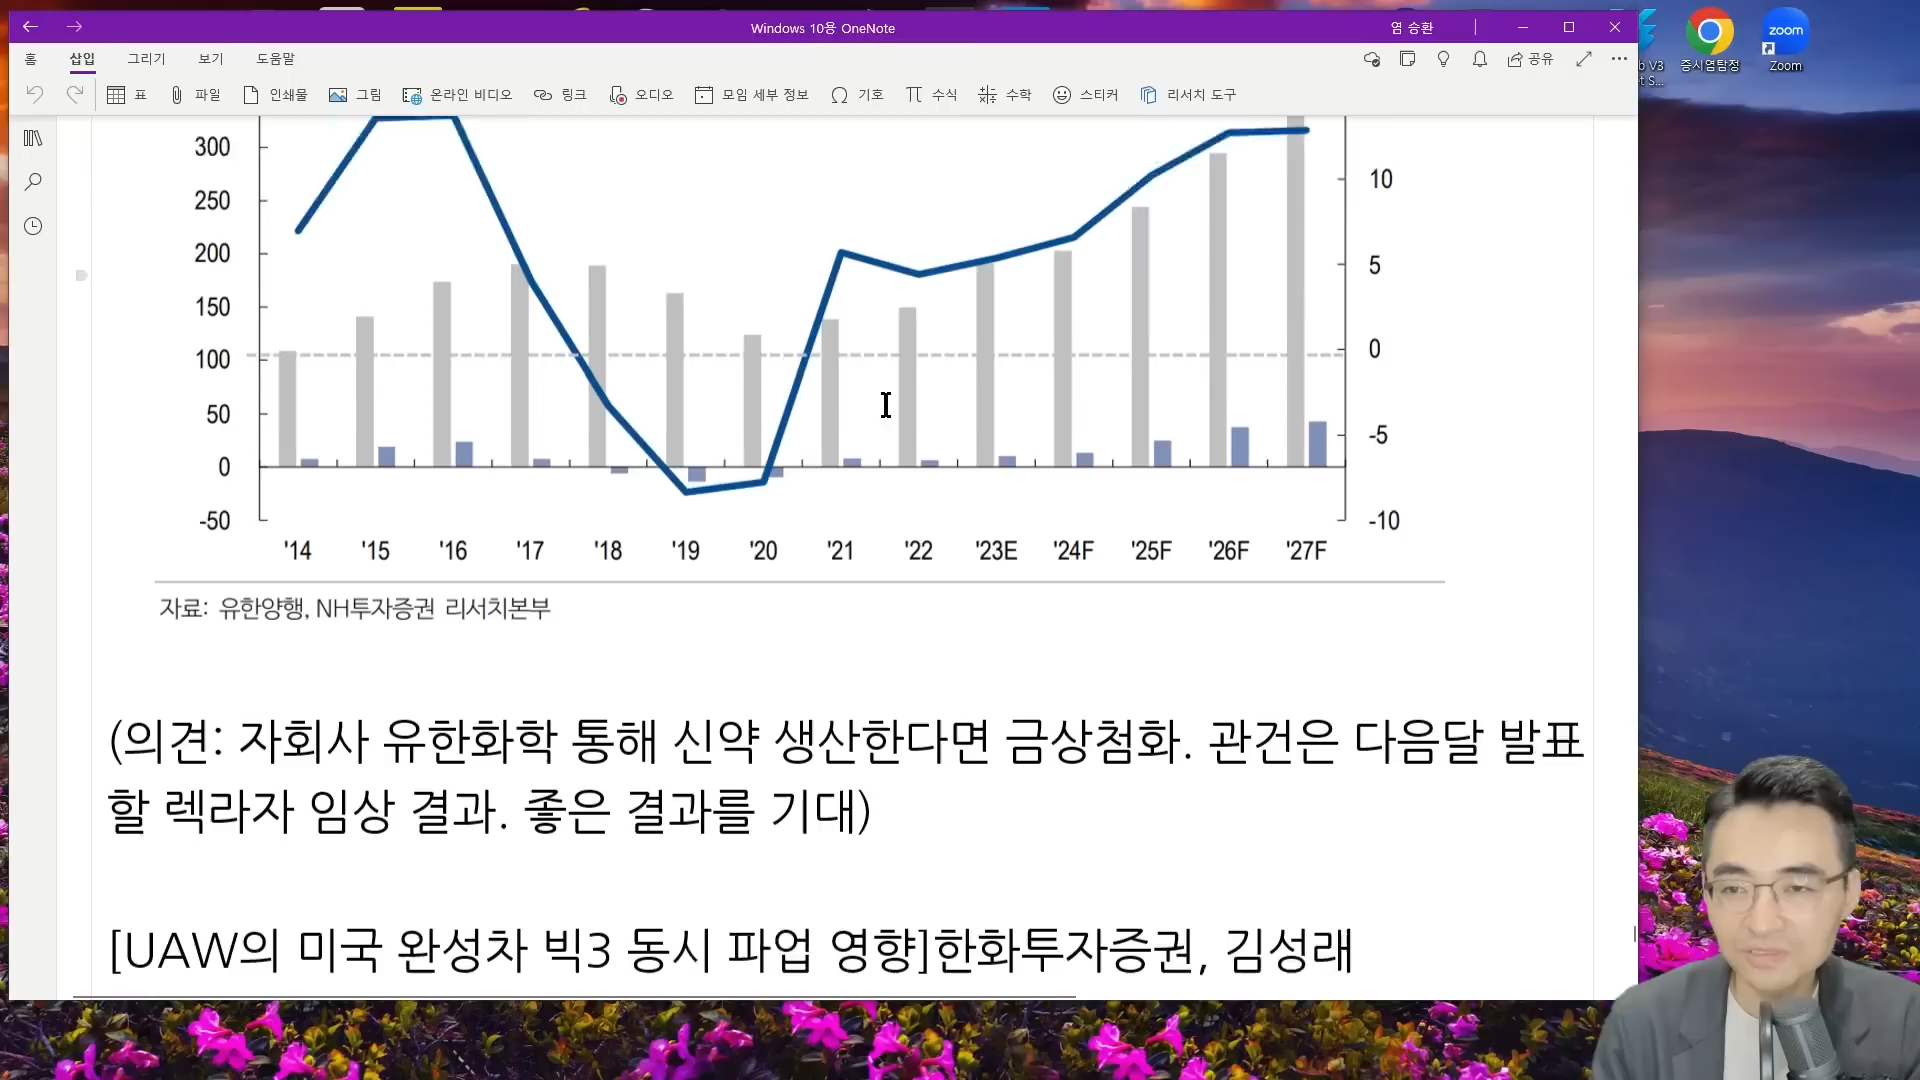 Windows 10용 OneNote
염 승환
홈 삽입 그리기 보기 도움말
공유
표 파일 인쇄물 그림 온라인 비디오 링크 오디오 모임 세부 정보 기호 수식 수학 스티커 리서치 도구
증시염탐정
zoom
Zoom
300
250
200
150
100
50
0
-50
10
5
0
-5
-10
'14 '15 '16 '17 '18 '19 '20 '21 '22 '23E '24F '25F '26F '27F
자료: 유한양행, NH투자증권 리서치본부
(의견: 자회사 유한화학 통해 신약 생산한다면 금상첨화. 관건은 다음달 발표
할 렉라자 임상 결과. 좋은 결과를 기대)
[UAW의 미국 완성차 빅3 동시 파업 영향]한화투자증권, 김성래